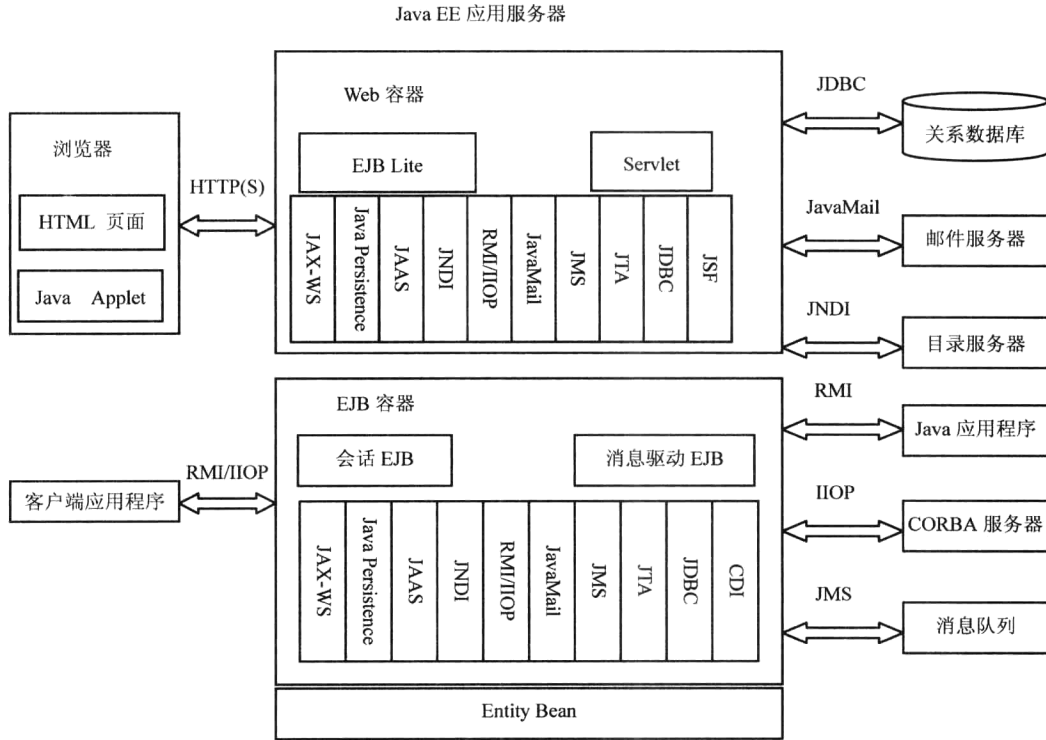 Java EE 应用服务器
浏览器
HTML 页面
Java Applet
HTTP(S)
Web 容器
EJB Lite
Servlet
JAX-WS
Java Persistence
JAAS
JNDI
RMI/IIOP
JavaMail
JMS
JTA
JDBC
JSF
JDBC
关系数据库
JavaMail
邮件服务器
JNDI
目录服务器
客户端应用程序
RMI/IIOP
EJB 容器
会话 EJB
消息驱动 EJB
JAX-WS
Java Persistence
JAAS
JNDI
RMI/IIOP
JavaMail
JMS
JTA
JDBC
CDI
Entity Bean
RMI
Java 应用程序
IIOP
CORBA 服务器
JMS
消息队列